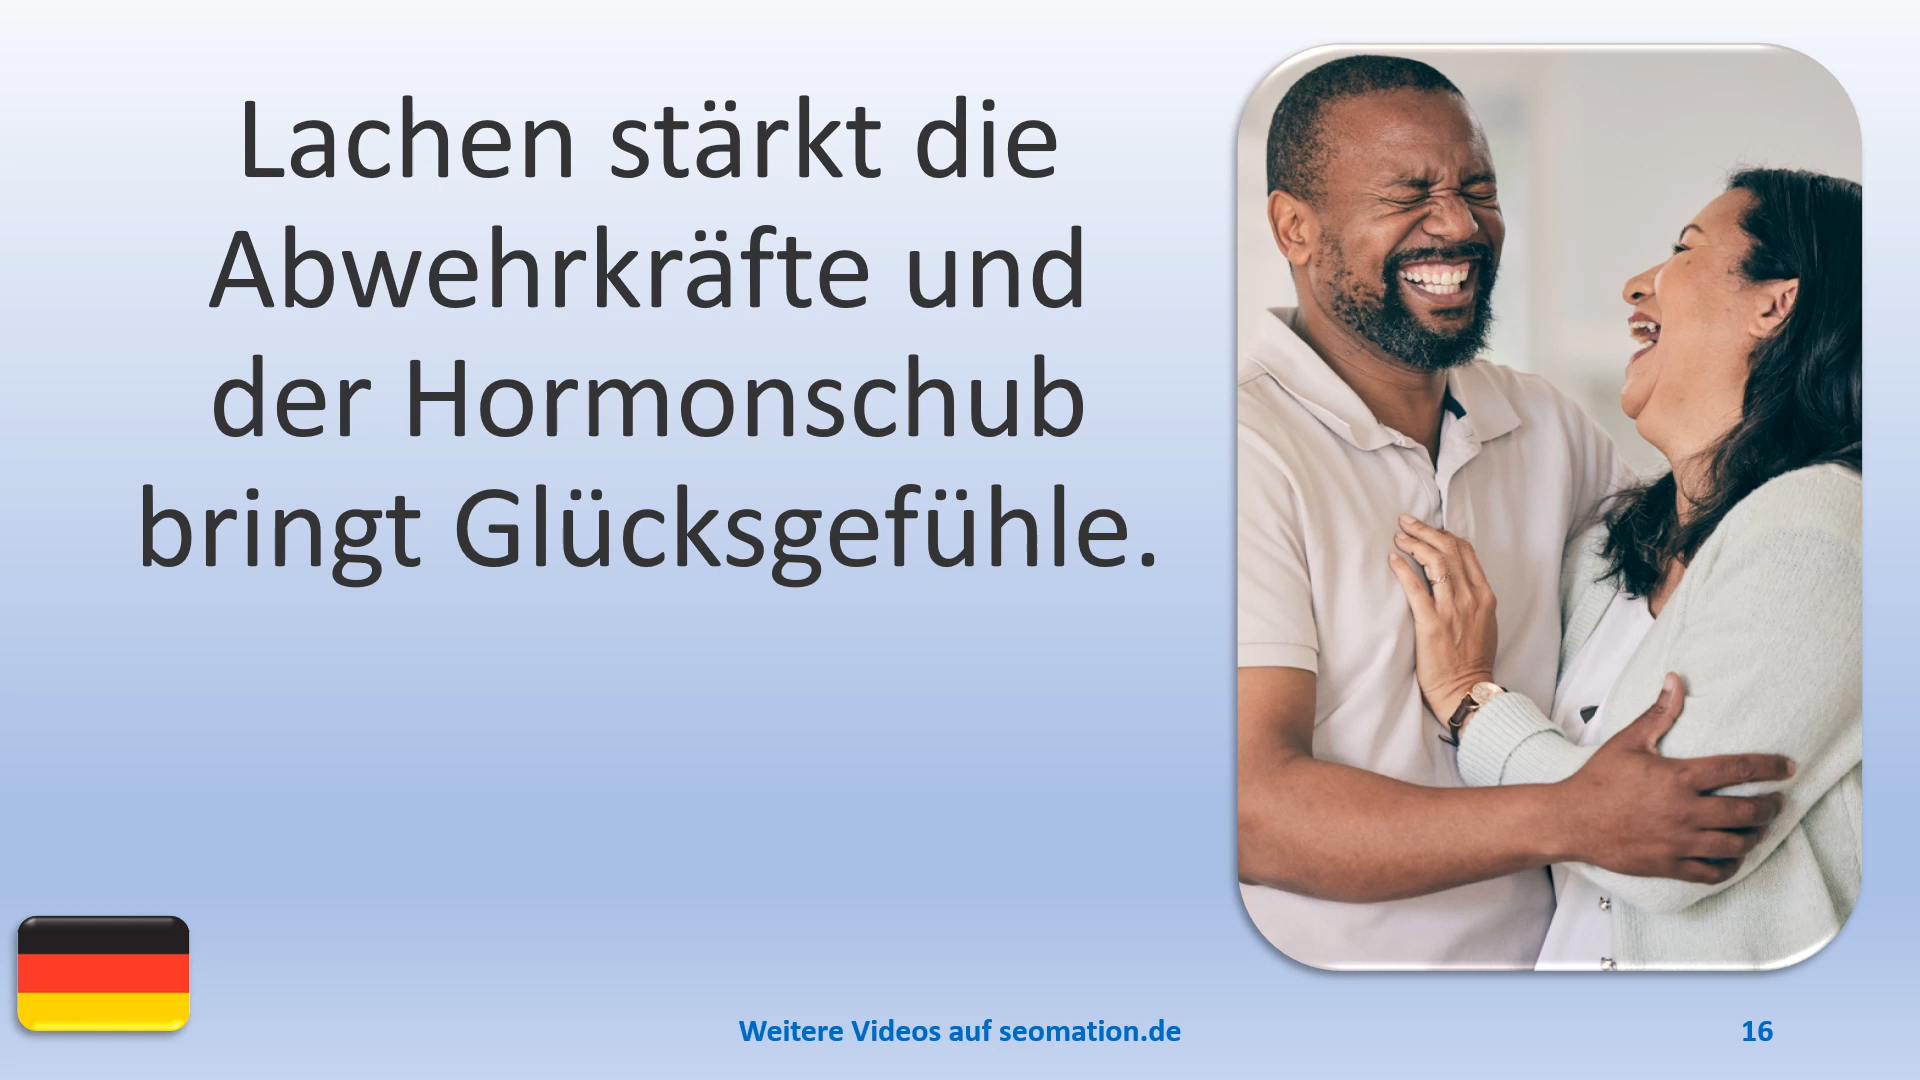 Lachen stärkt die
Abwehrkräfte und
der Hormonschub
bringt Glücksgefühle.
Weitere Videos auf seomation.de
16